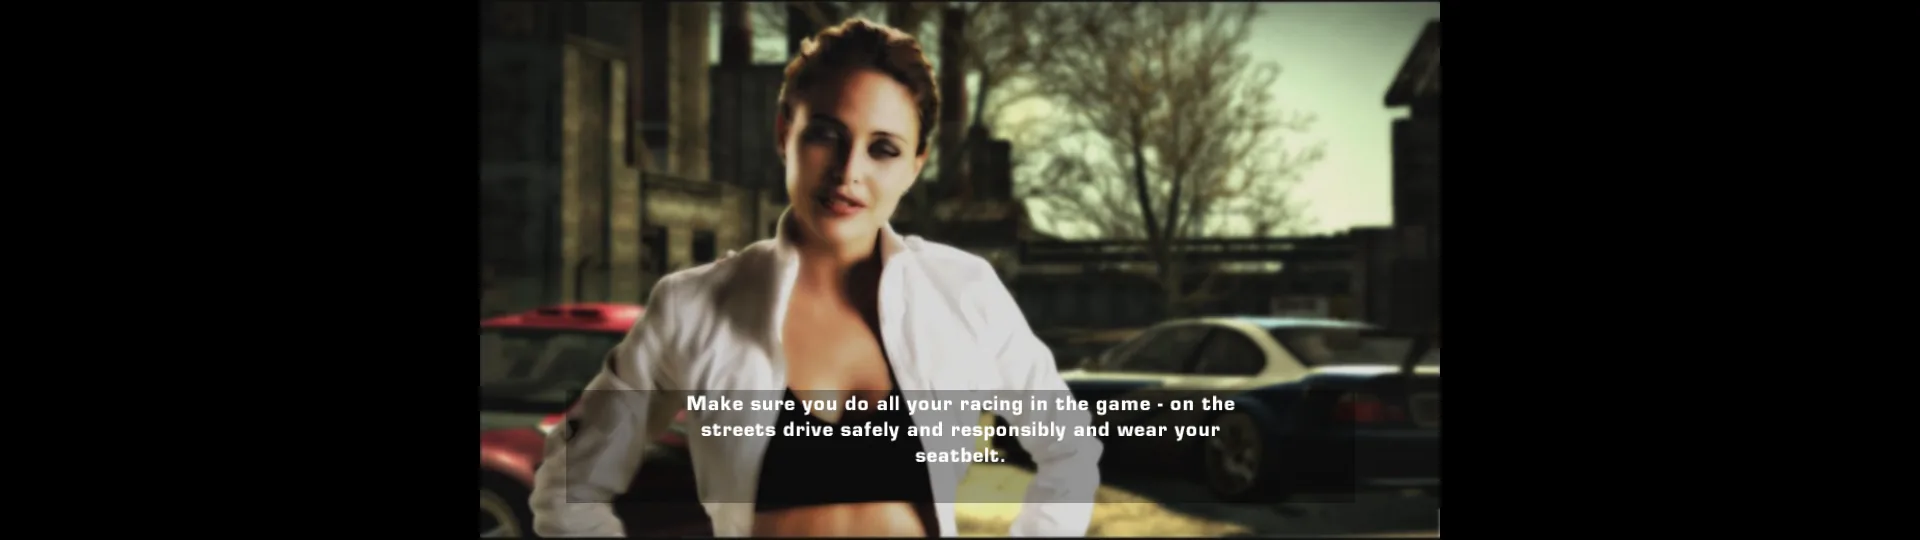 Make sure you do all your racing in the game - on the
streets drive safely and responsibly and wear your
seatbelt.